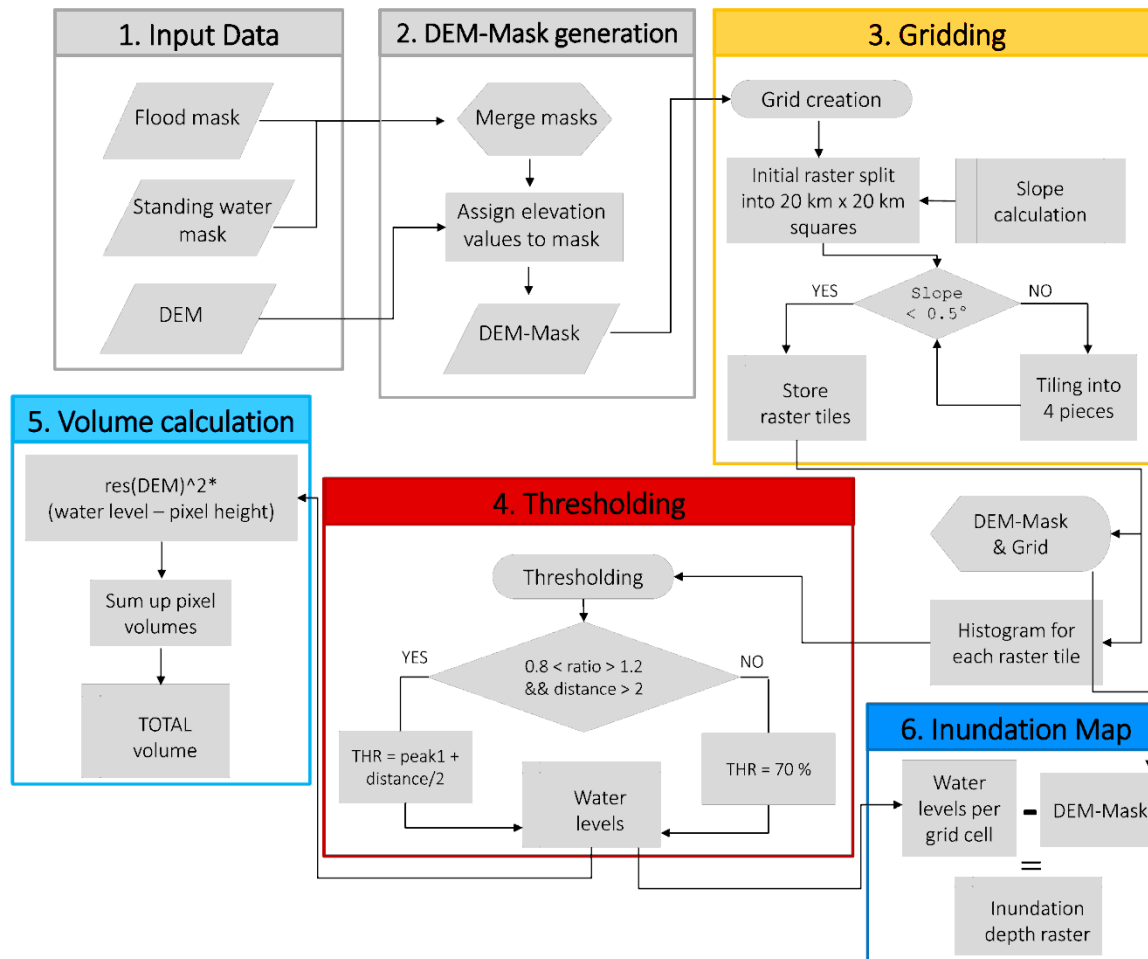 1. Input Data
Flood mask
Standing water
mask
DEM
2. DEM-Mask generation
Merge masks
Assign elevation
values to mask
DEM-Mask
3. Gridding
Grid creation
Initial raster split
into 20 km x 20 km
squares
Slope
calculation
Slope
< 0.5°
YES
NO
Store
raster tiles
Tiling into
4 pieces
DEM-Mask
& Grid
Histogram for
each raster tile
4. Thresholding
Thresholding
0.8 < ratio > 1.2
&& distance > 2
YES
NO
THR = peak1 +
distance/2
THR = 70 %
Water
levels
5. Volume calculation
res(DEM)^2*
(water level – pixel height)
Sum up pixel
volumes
TOTAL
volume
6. Inundation Map
Water
levels per
grid cell
-
DEM-Mask
=
Inundation
depth raster